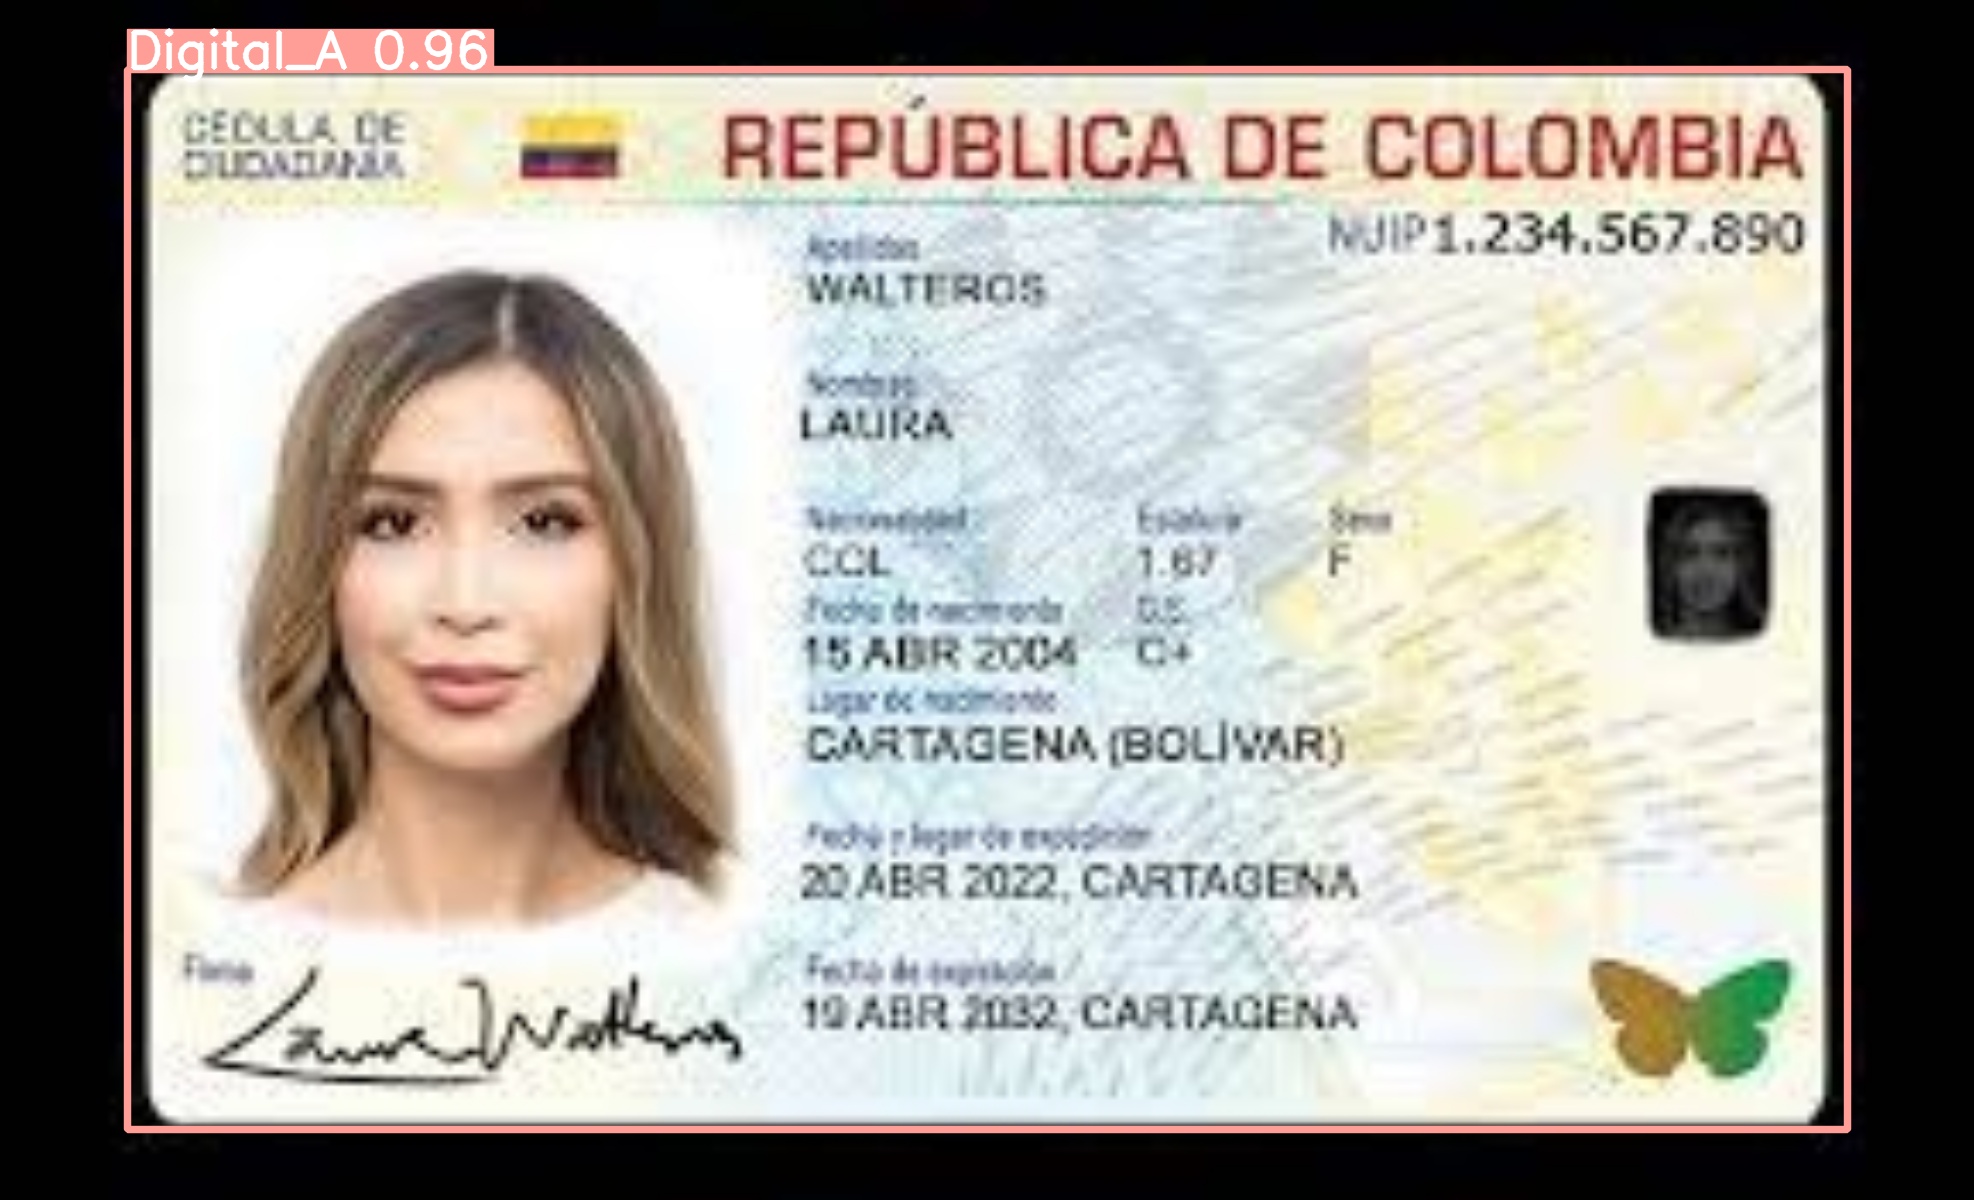 Digital_A 0.96
CÉDULA DE
CIUDADANÍA
REPÚBLICA DE COLOMBIA
NUIP 1.234.567.890
Apellidos
WALTEROS
Nombres
LAURA
Nacionalidad Estatura Sexo
COL 1.67 F
Fecha de nacimiento G.S.
15 ABR 2004 O+
Lugar de nacimiento
CARTAGENA (BOLÍVAR)
Fecha y lugar de expedición
20 ABR 2022, CARTAGENA
Fecha de expiración
19 ABR 2032, CARTAGENA
Firma
Laura Walteros